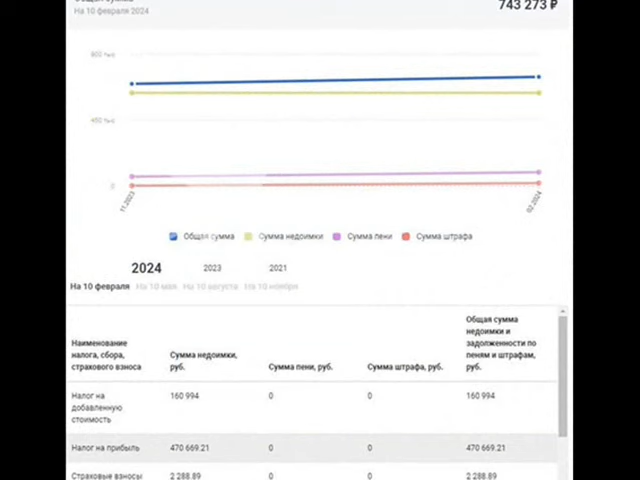 Общая сумма
743 273 ₽
На 10 февраля 2024
900 тыс
450 тыс
0
11.2023
02.2024
Общая сумма Сумма недоимки Сумма пени Сумма штрафа
2024 2023 2021
На 10 февраля На 10 мая На 10 августа На 10 ноября
Общая сумма
недоимки и
Наименование задолженности по
налога, сбора, Сумма недоимки, пеням и штрафам,
страхового взноса руб. Сумма пени, руб. Сумма штрафа, руб. руб.
Налог на 160 994 0 0 160 994
добавленную
стоимость
Налог на прибыль 470 669.21 0 0 470 669.21
Страховые взносы 2 288.89 0 0 2 288.89